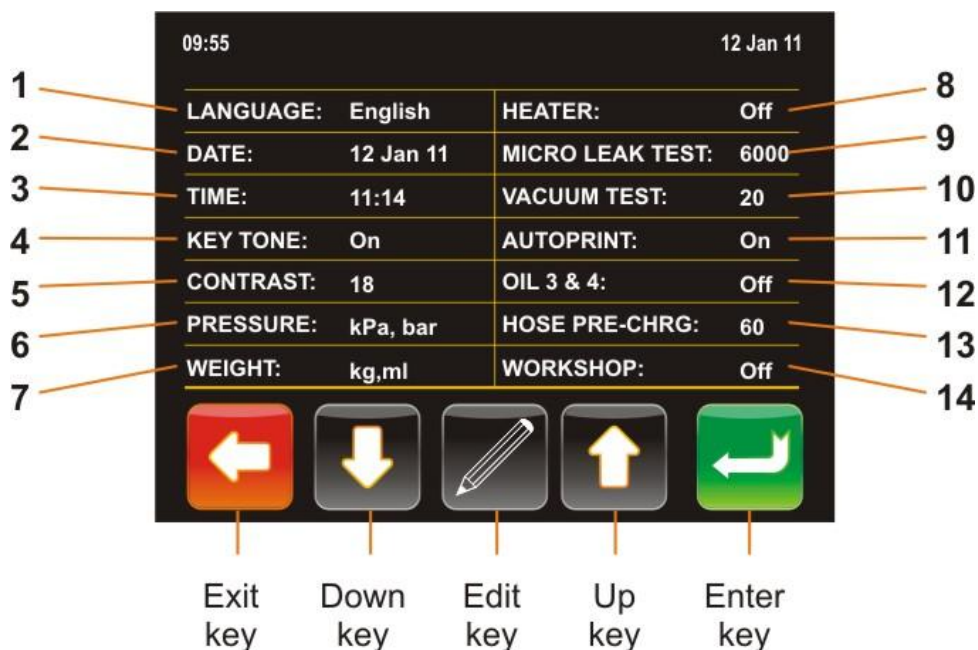 09:55 12 Jan 11
1 LANGUAGE: English HEATER: Off 8
2 DATE: 12 Jan 11 MICRO LEAK TEST: 6000 9
3 TIME: 11:14 VACUUM TEST: 20 10
4 KEY TONE: On AUTOPRINT: On 11
5 CONTRAST: 18 OIL 3 & 4: Off 12
6 PRESSURE: kPa, bar HOSE PRE-CHRG: 60 13
7 WEIGHT: kg,ml WORKSHOP: Off 14
Exit Down Edit Up Enter
key key key key key